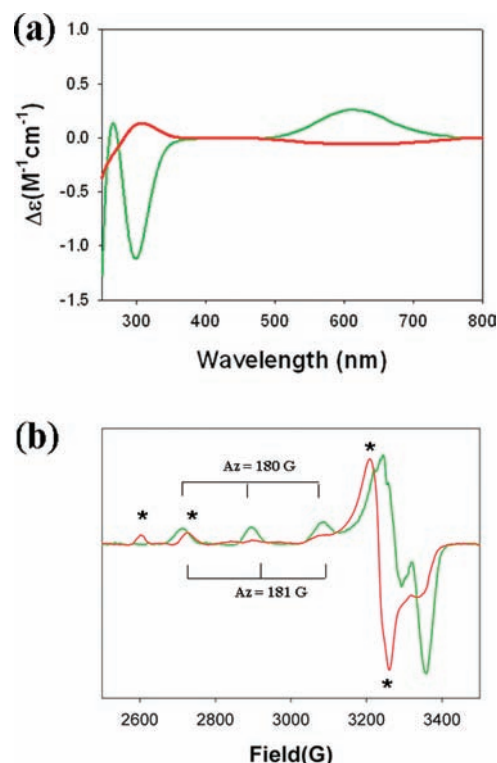 (a)
1.0
0.5
0.0
-0.5
-1.0
-1.5
Δε(M⁻¹cm⁻¹)
300 400 500 600 700 800
Wavelength (nm)
(b)
Az = 180 G
*
* *
Az = 181 G
*
2600 2800 3000 3200 3400
Field(G)